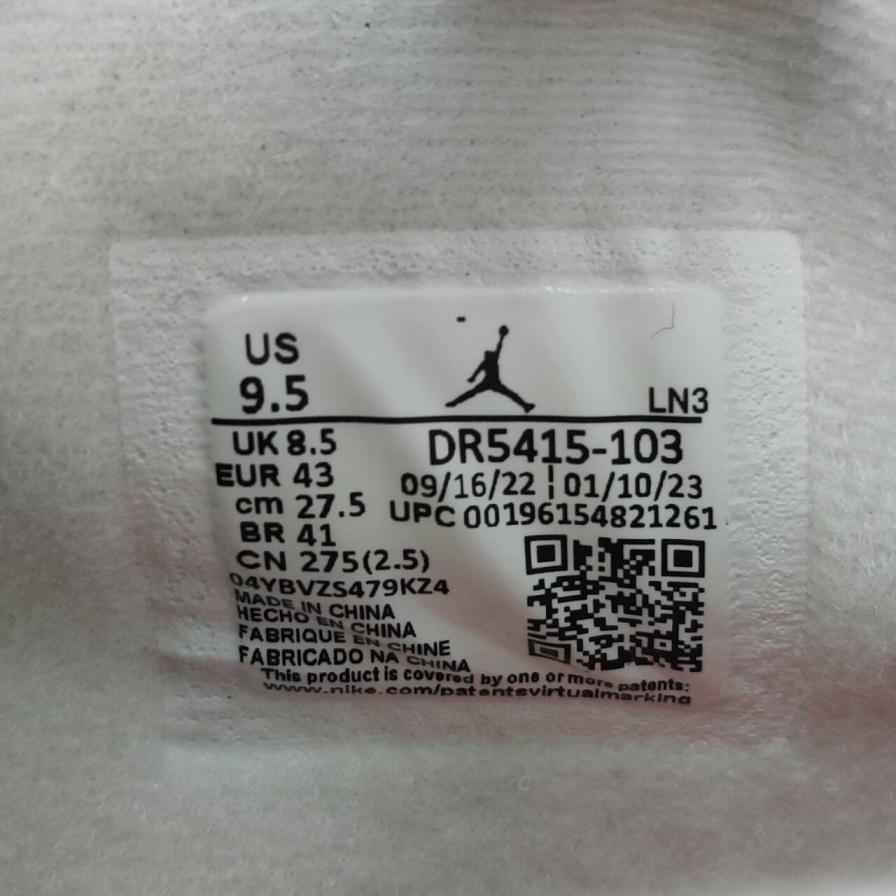 US
9.5
LN3
UK 8.5
DR5415-103
EUR 43
09/16/22 ¦ 01/10/23
cm 27.5
UPC 00196154821261
BR 41
CN 275(2.5)
04YBVZS479KZ4
MADE IN CHINA
HECHO EN CHINA
FABRIQUE EN CHINE
FABRICADO NA CHINA
This product is covered by one or more patents:
www.nike.com/patentsvirtualmarking